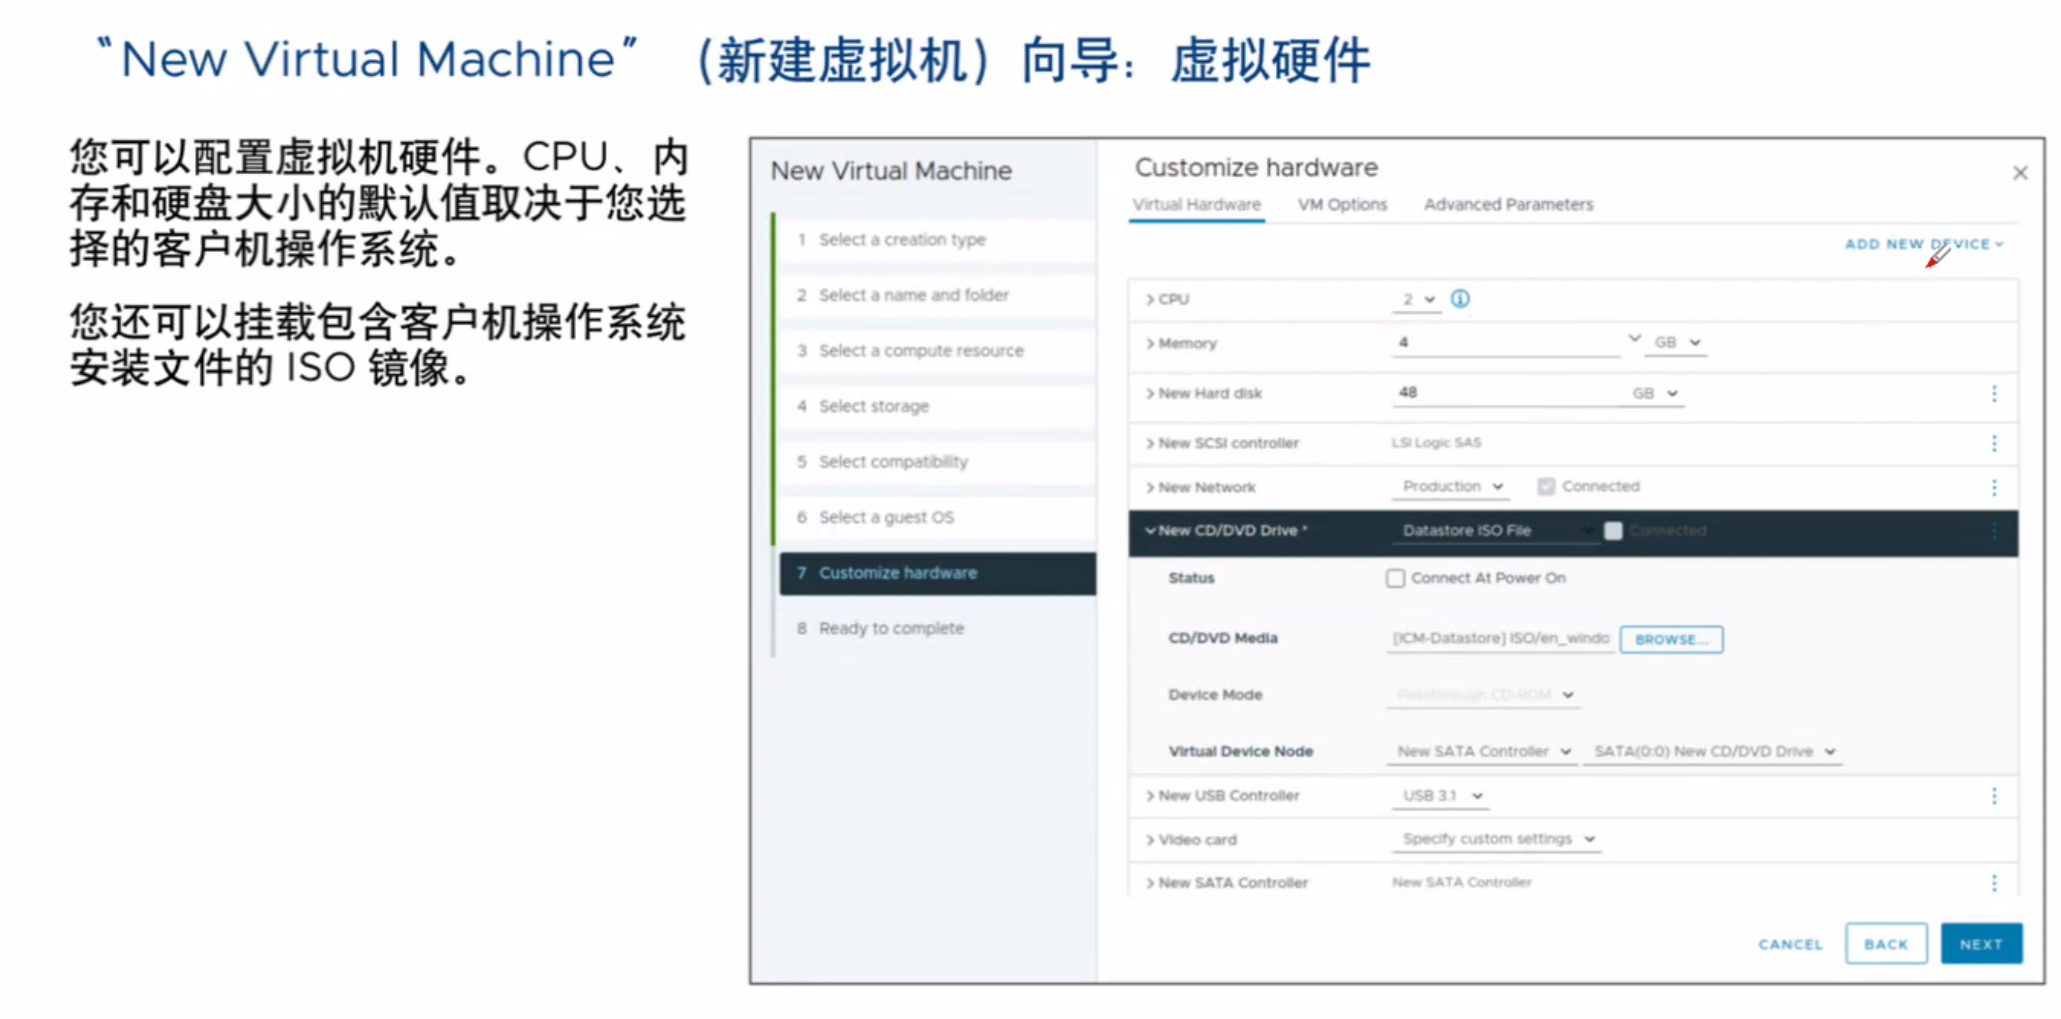 “New Virtual Machine” （新建虚拟机）向导：虚拟硬件
您可以配置虚拟机硬件。CPU、内
存和硬盘大小的默认值取决于您选
择的客户机操作系统。
您还可以挂载包含客户机操作系统
安装文件的 ISO 镜像。
New Virtual Machine
1 Select a creation type
2 Select a name and folder
3 Select a compute resource
4 Select storage
5 Select compatibility
6 Select a guest OS
7 Customize hardware
8 Ready to complete
Customize hardware
Virtual Hardware VM Options Advanced Parameters
ADD NEW DEVICE
CPU 2
Memory 4 GB
New Hard disk 48 GB
New SCSI controller LSI Logic SAS
New Network Production Connected
New CD/DVD Drive * Datastore ISO File Connected
Status Connect At Power On
CD/DVD Media [ICM-Datastore] ISO/en_windo BROWSE...
Device Mode Passthrough CD-ROM
Virtual Device Node New SATA Controller SATA(0:0) New CD/DVD Drive
New USB Controller USB 3.1
Video card Specify custom settings
New SATA Controller New SATA Controller
CANCEL BACK NEXT